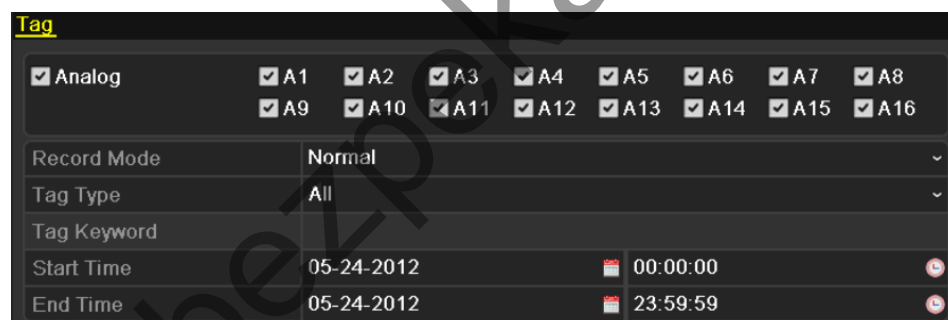 Tag
Analog A1 A2 A3 A4 A5 A6 A7 A8
A9 A10 A11 A12 A13 A14 A15 A16
Record Mode Normal
Tag Type All
Tag Keyword
Start Time 05-24-2012 00:00:00
End Time 05-24-2012 23:59:59
bezpeka